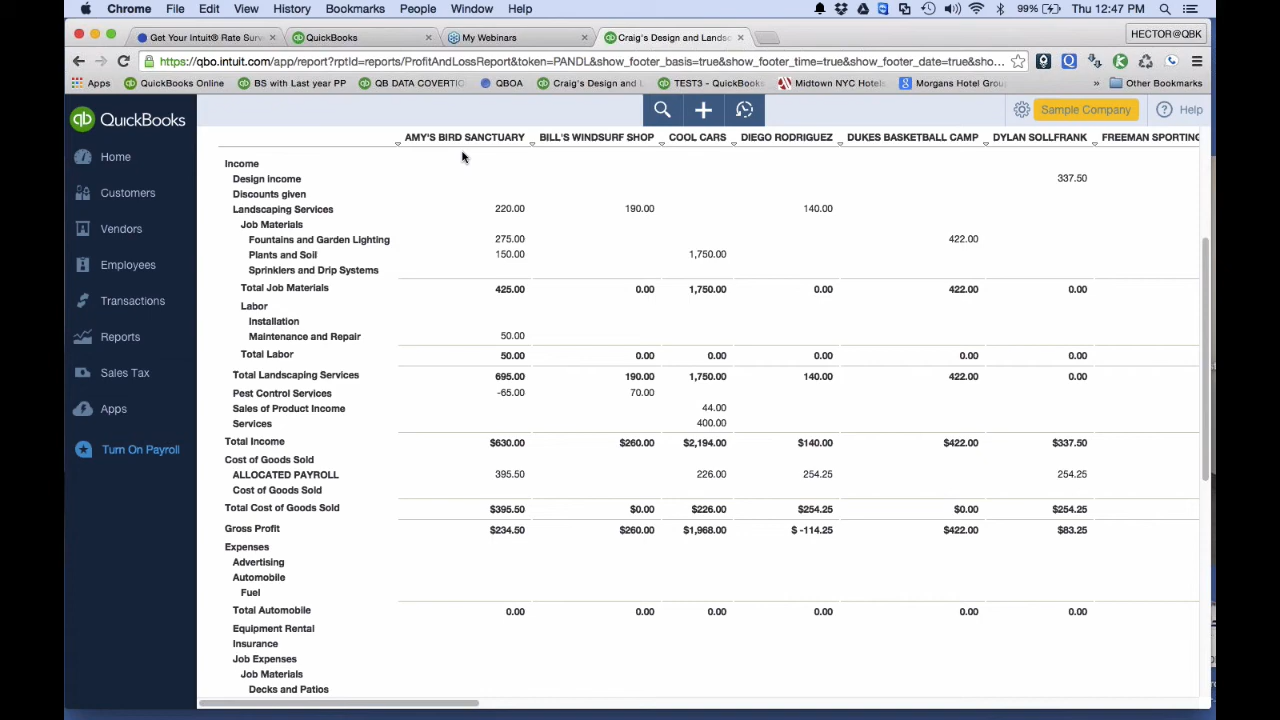 Chrome File Edit View History Bookmarks People Window Help 99% Thu 12:47 PM
Get Your Intuit® Rate Surv QuickBooks My Webinars Craig's Design and Landsc HECTOR@QBK
https://qbo.intuit.com/app/report?rptId=reports/ProfitAndLossReport&token=PANDL&show_footer_basis=true&show_footer_time=true&show_footer_date=true&sho...
Apps QuickBooks Online BS with Last year PP QB DATA COVERTIO QBOA Craig's Design and L TEST3 - QuickBooks Midtown NYC Hotels Morgans Hotel Grou » Other Bookmarks
QuickBooks Sample Company Help
AMY'S BIRD SANCTUARY BILL'S WINDSURF SHOP COOL CARS DIEGO RODRIGUEZ DUKES BASKETBALL CAMP DYLAN SOLLFRANK FREEMAN SPORTING
Home
Customers
Vendors
Employees
Transactions
Reports
Sales Tax
Apps
Turn On Payroll
Income
Design Income 337.50
Discounts given
Landscaping Services 220.00 190.00 140.00
Job Materials
Fountains and Garden Lighting 275.00 422.00
Plants and Soil 150.00 1,750.00
Sprinklers and Drip Systems
Total Job Materials 425.00 0.00 1,750.00 0.00 422.00 0.00
Labor
Installation
Maintenance and Repair 50.00
Total Labor 50.00 0.00 0.00 0.00 0.00 0.00
Total Landscaping Services 695.00 190.00 1,750.00 140.00 422.00 0.00
Pest Control Services -65.00 70.00
Sales of Product Income 44.00
Services 400.00
Total Income $630.00 $260.00 $2,194.00 $140.00 $422.00 $337.50
Cost of Goods Sold
ALLOCATED PAYROLL 395.50 226.00 254.25 254.25
Cost of Goods Sold
Total Cost of Goods Sold $395.50 $0.00 $226.00 $254.25 $0.00 $254.25
Gross Profit $234.50 $260.00 $1,968.00 $ -114.25 $422.00 $83.25
Expenses
Advertising
Automobile
Fuel
Total Automobile 0.00 0.00 0.00 0.00 0.00 0.00
Equipment Rental
Insurance
Job Expenses
Job Materials
Decks and Patios